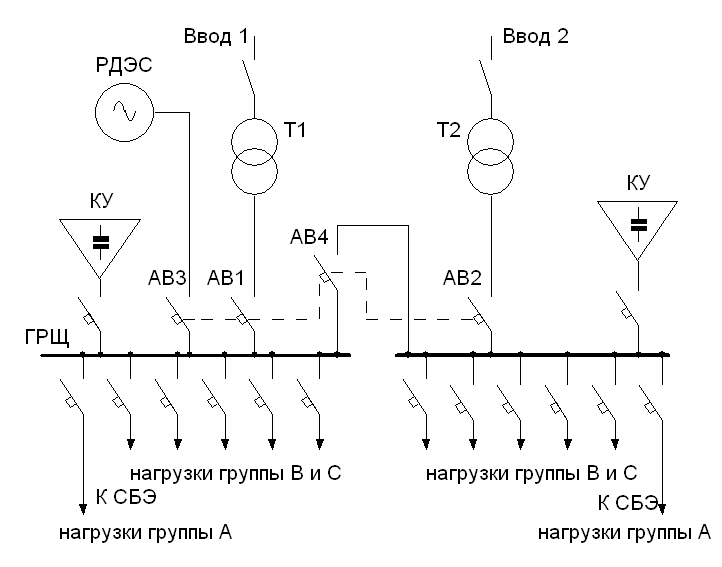 Ввод 1
Ввод 2
РДЭС
Т1
Т2
КУ
КУ
АВ4
АВ3
АВ1
АВ2
ГРЩ
нагрузки группы В и С
нагрузки группы В и С
К СБЭ
К СБЭ
нагрузки группы А
нагрузки группы А